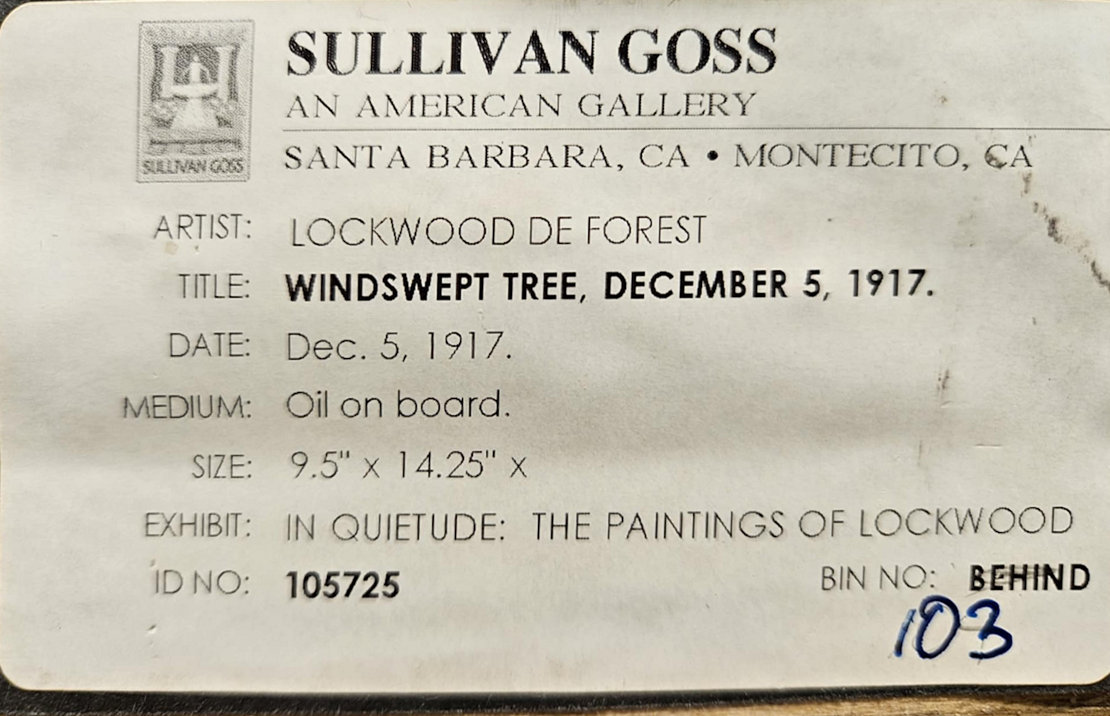 SULLIVAN GOSS
AN AMERICAN GALLERY
SANTA BARBARA, CA • MONTECITO, CA
SULLIVAN GOSS
ARTIST: LOCKWOOD DE FOREST
TITLE: WINDSWEPT TREE, DECEMBER 5, 1917.
DATE: Dec. 5, 1917.
MEDIUM: Oil on board.
SIZE: 9.5" x 14.25" x
EXHIBIT: IN QUIETUDE: THE PAINTINGS OF LOCKWOOD
ID NO: 105725 BIN NO: BEHIND
103